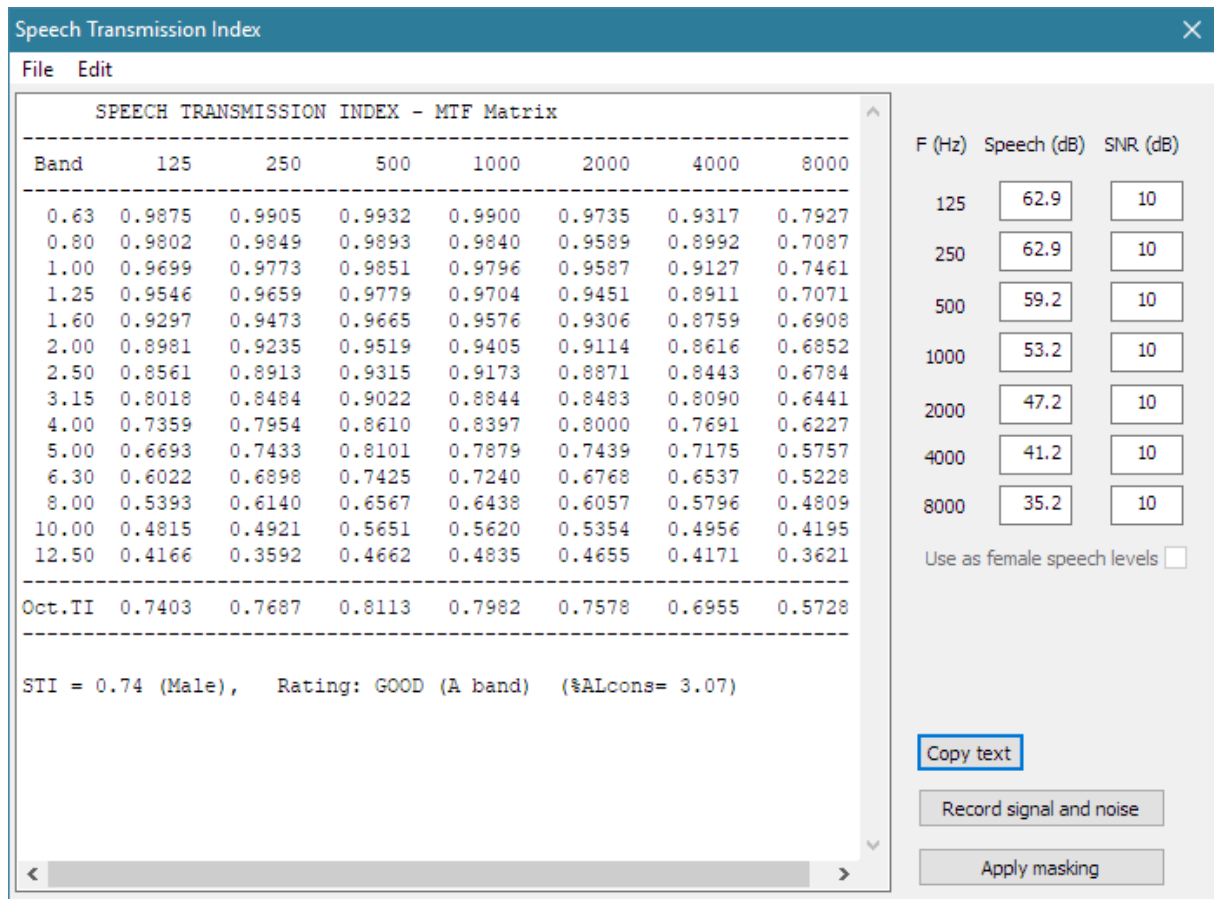 Speech Transmission Index
File Edit
SPEECH TRANSMISSION INDEX - MTF Matrix
--------------------------------------------------------------------
Band 125 250 500 1000 2000 4000 8000
--------------------------------------------------------------------
0.63 0.9875 0.9905 0.9932 0.9900 0.9735 0.9317 0.7927
0.80 0.9802 0.9849 0.9893 0.9840 0.9589 0.8992 0.7087
1.00 0.9699 0.9773 0.9851 0.9796 0.9587 0.9127 0.7461
1.25 0.9546 0.9659 0.9779 0.9704 0.9451 0.8911 0.7071
1.60 0.9297 0.9473 0.9665 0.9576 0.9306 0.8759 0.6908
2.00 0.8981 0.9235 0.9519 0.9405 0.9114 0.8616 0.6852
2.50 0.8561 0.8913 0.9315 0.9173 0.8871 0.8443 0.6784
3.15 0.8018 0.8484 0.9022 0.8844 0.8483 0.8090 0.6441
4.00 0.7359 0.7954 0.8610 0.8397 0.8000 0.7691 0.6227
5.00 0.6693 0.7433 0.8101 0.7879 0.7439 0.7175 0.5757
6.30 0.6022 0.6898 0.7425 0.7240 0.6768 0.6537 0.5228
8.00 0.5393 0.6140 0.6567 0.6438 0.6057 0.5796 0.4809
10.00 0.4815 0.4921 0.5651 0.5620 0.5354 0.4956 0.4195
12.50 0.4166 0.3592 0.4662 0.4835 0.4655 0.4171 0.3621
--------------------------------------------------------------------
Oct.TI 0.7403 0.7687 0.8113 0.7982 0.7578 0.6955 0.5728
--------------------------------------------------------------------
STI = 0.74 (Male), Rating: GOOD (A band) (%ALcons= 3.07)
F (Hz) Speech (dB) SNR (dB)
125 62.9 10
250 62.9 10
500 59.2 10
1000 53.2 10
2000 47.2 10
4000 41.2 10
8000 35.2 10
Use as female speech levels
Copy text
Record signal and noise
Apply masking